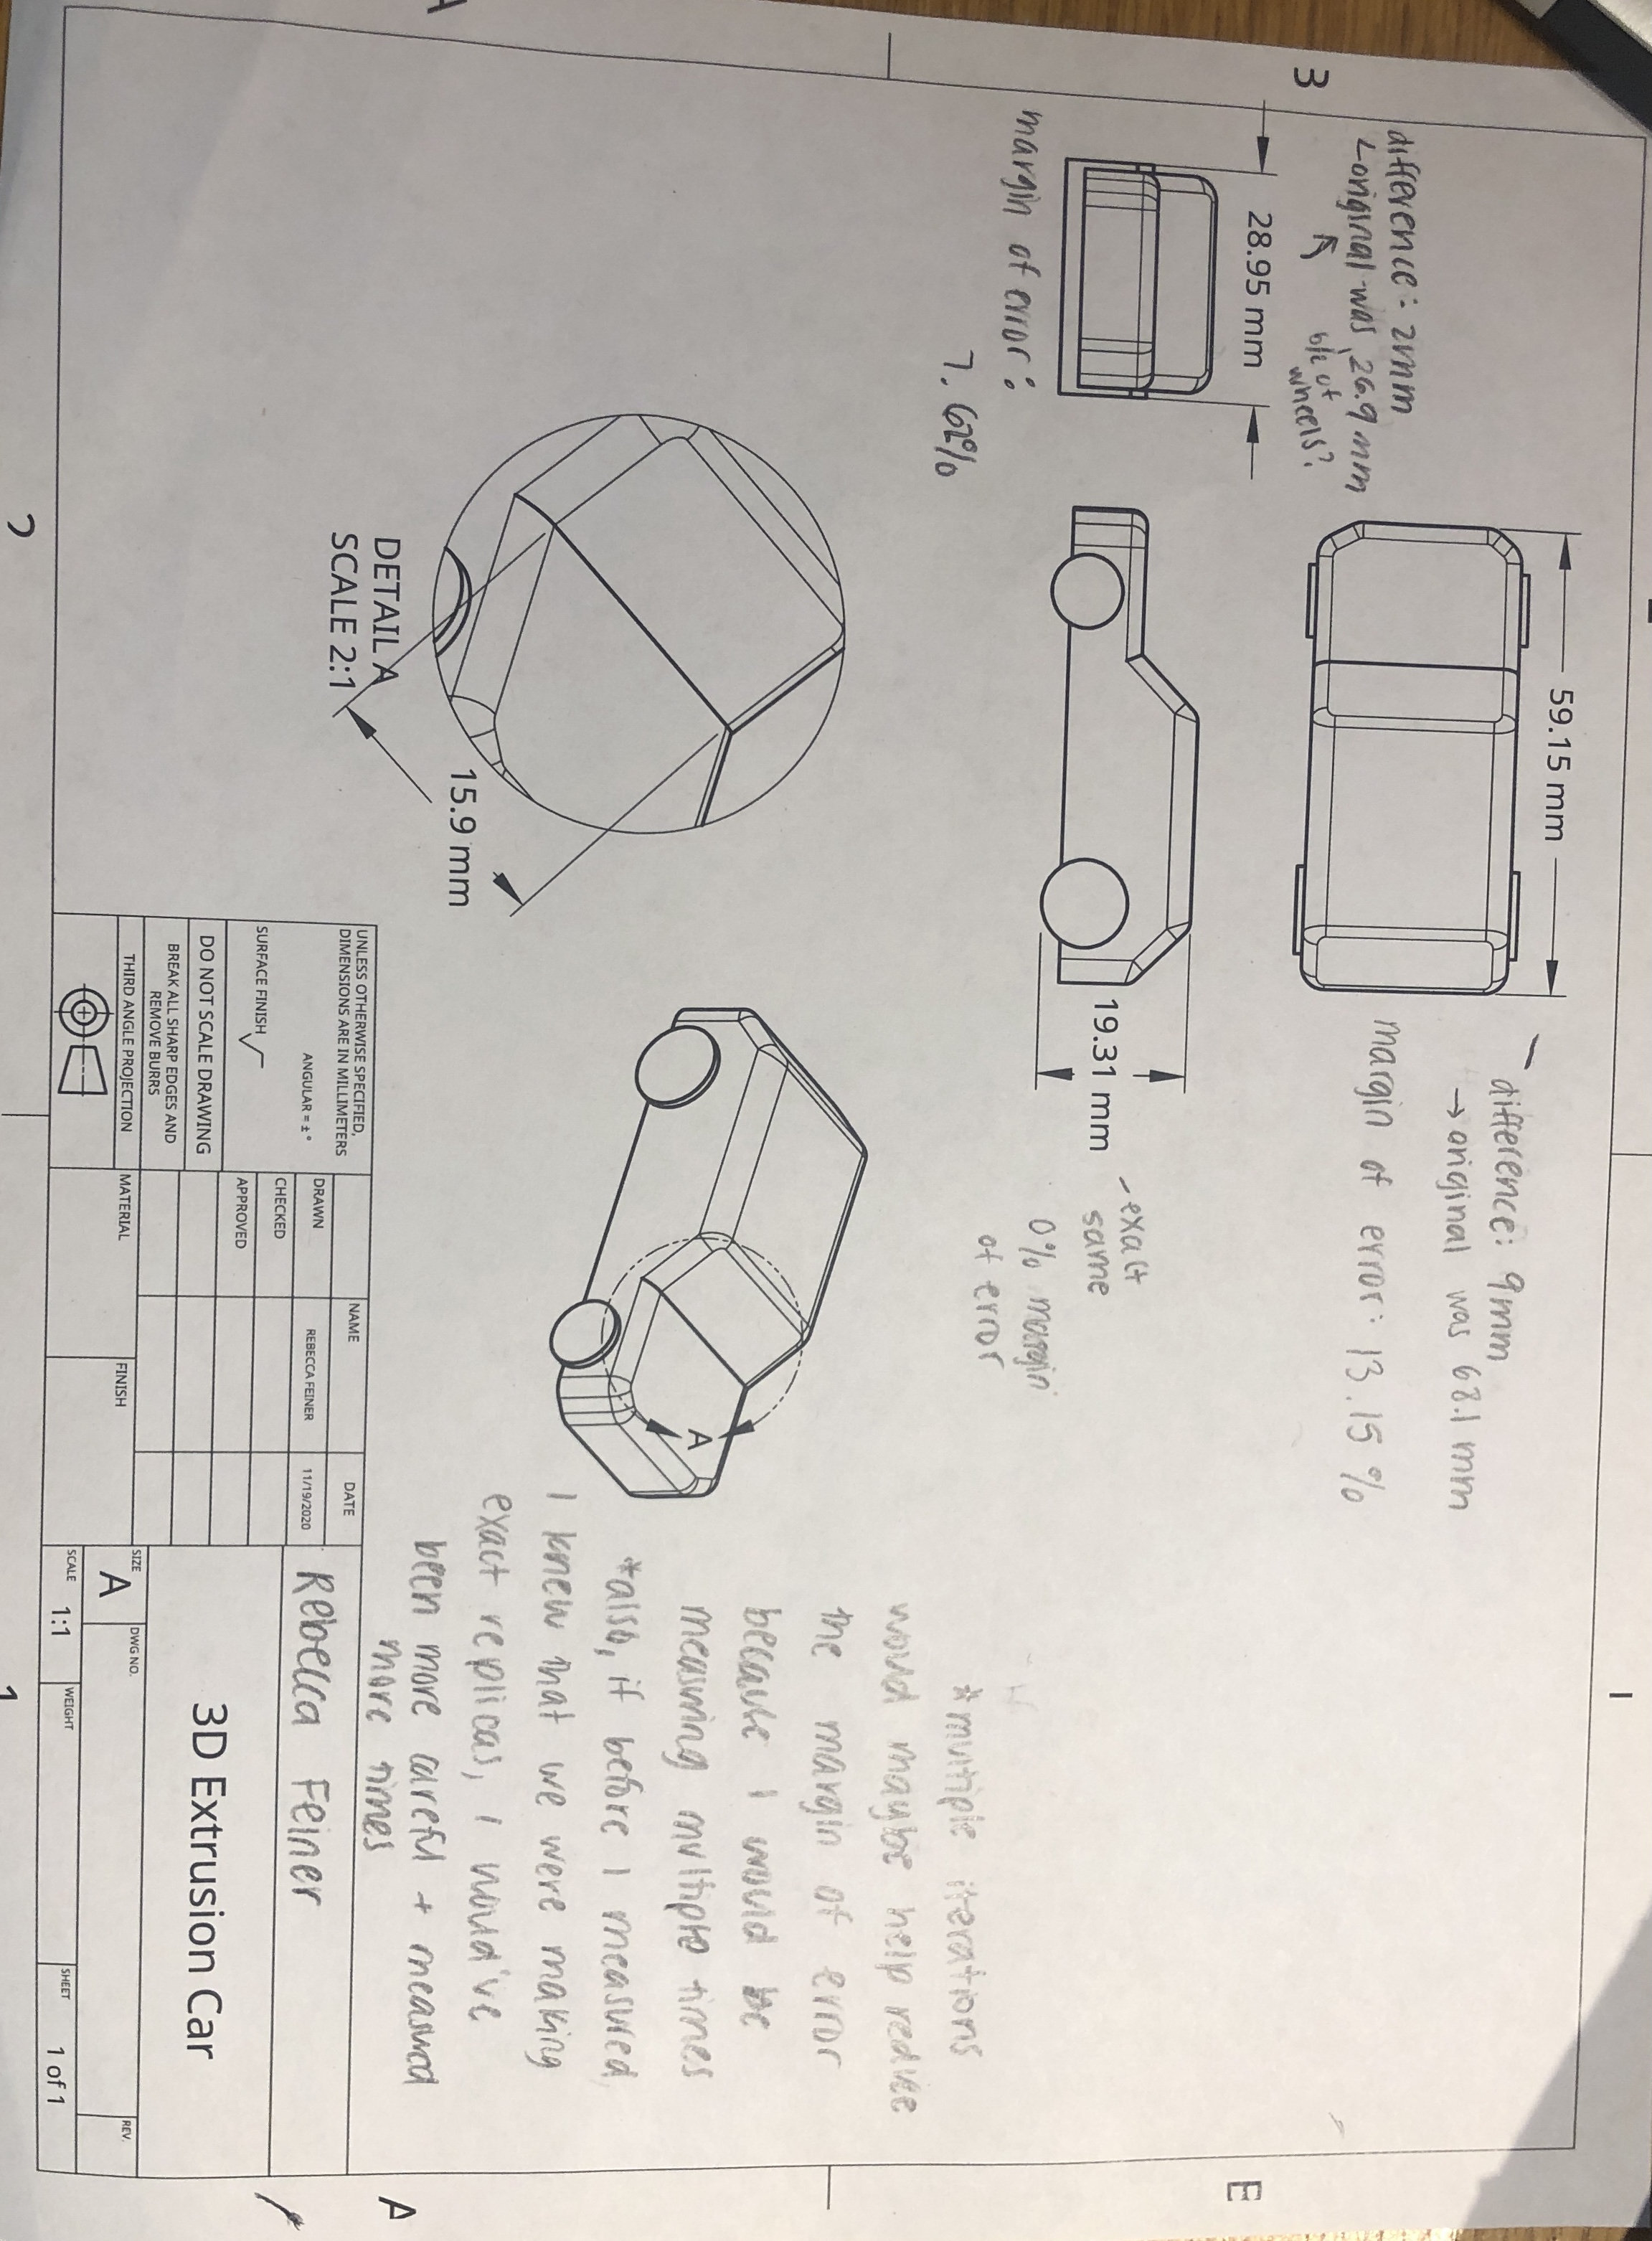 3
1
2
1
A
A
59.15 mm
- difference: 9mm
→ original was 68.1 mm
margin of error: 13.15 %
difference: 2mm
original was 26.9 mm
b/c of
wheels?
28.95 mm
margin of error:
7.62%
19.31 mm
- exact
same
0% margin
of error
DETAIL A
SCALE 2:1
15.9 mm
A
*multiple iterations
would maybe help reduce
the margin of error
because I would be
measuring multiple times
*also, if before I measured
I knew that we were making
exact replicas, I would've
been more careful + measured
more times
UNLESS OTHERWISE SPECIFIED,
DIMENSIONS ARE IN MILLIMETERS
ANGULAR = ± °
SURFACE FINISH √
DO NOT SCALE DRAWING
BREAK ALL SHARP EDGES AND
REMOVE BURRS
THIRD ANGLE PROJECTION
NAME
DATE
DRAWN
REBECCA FEINER
11/19/2020
CHECKED
APPROVED
MATERIAL
FINISH
Rebecca Feiner
3D Extrusion Car
SIZE
A
DWG NO.
REV.
SCALE
1:1
WEIGHT
SHEET
1 of 1